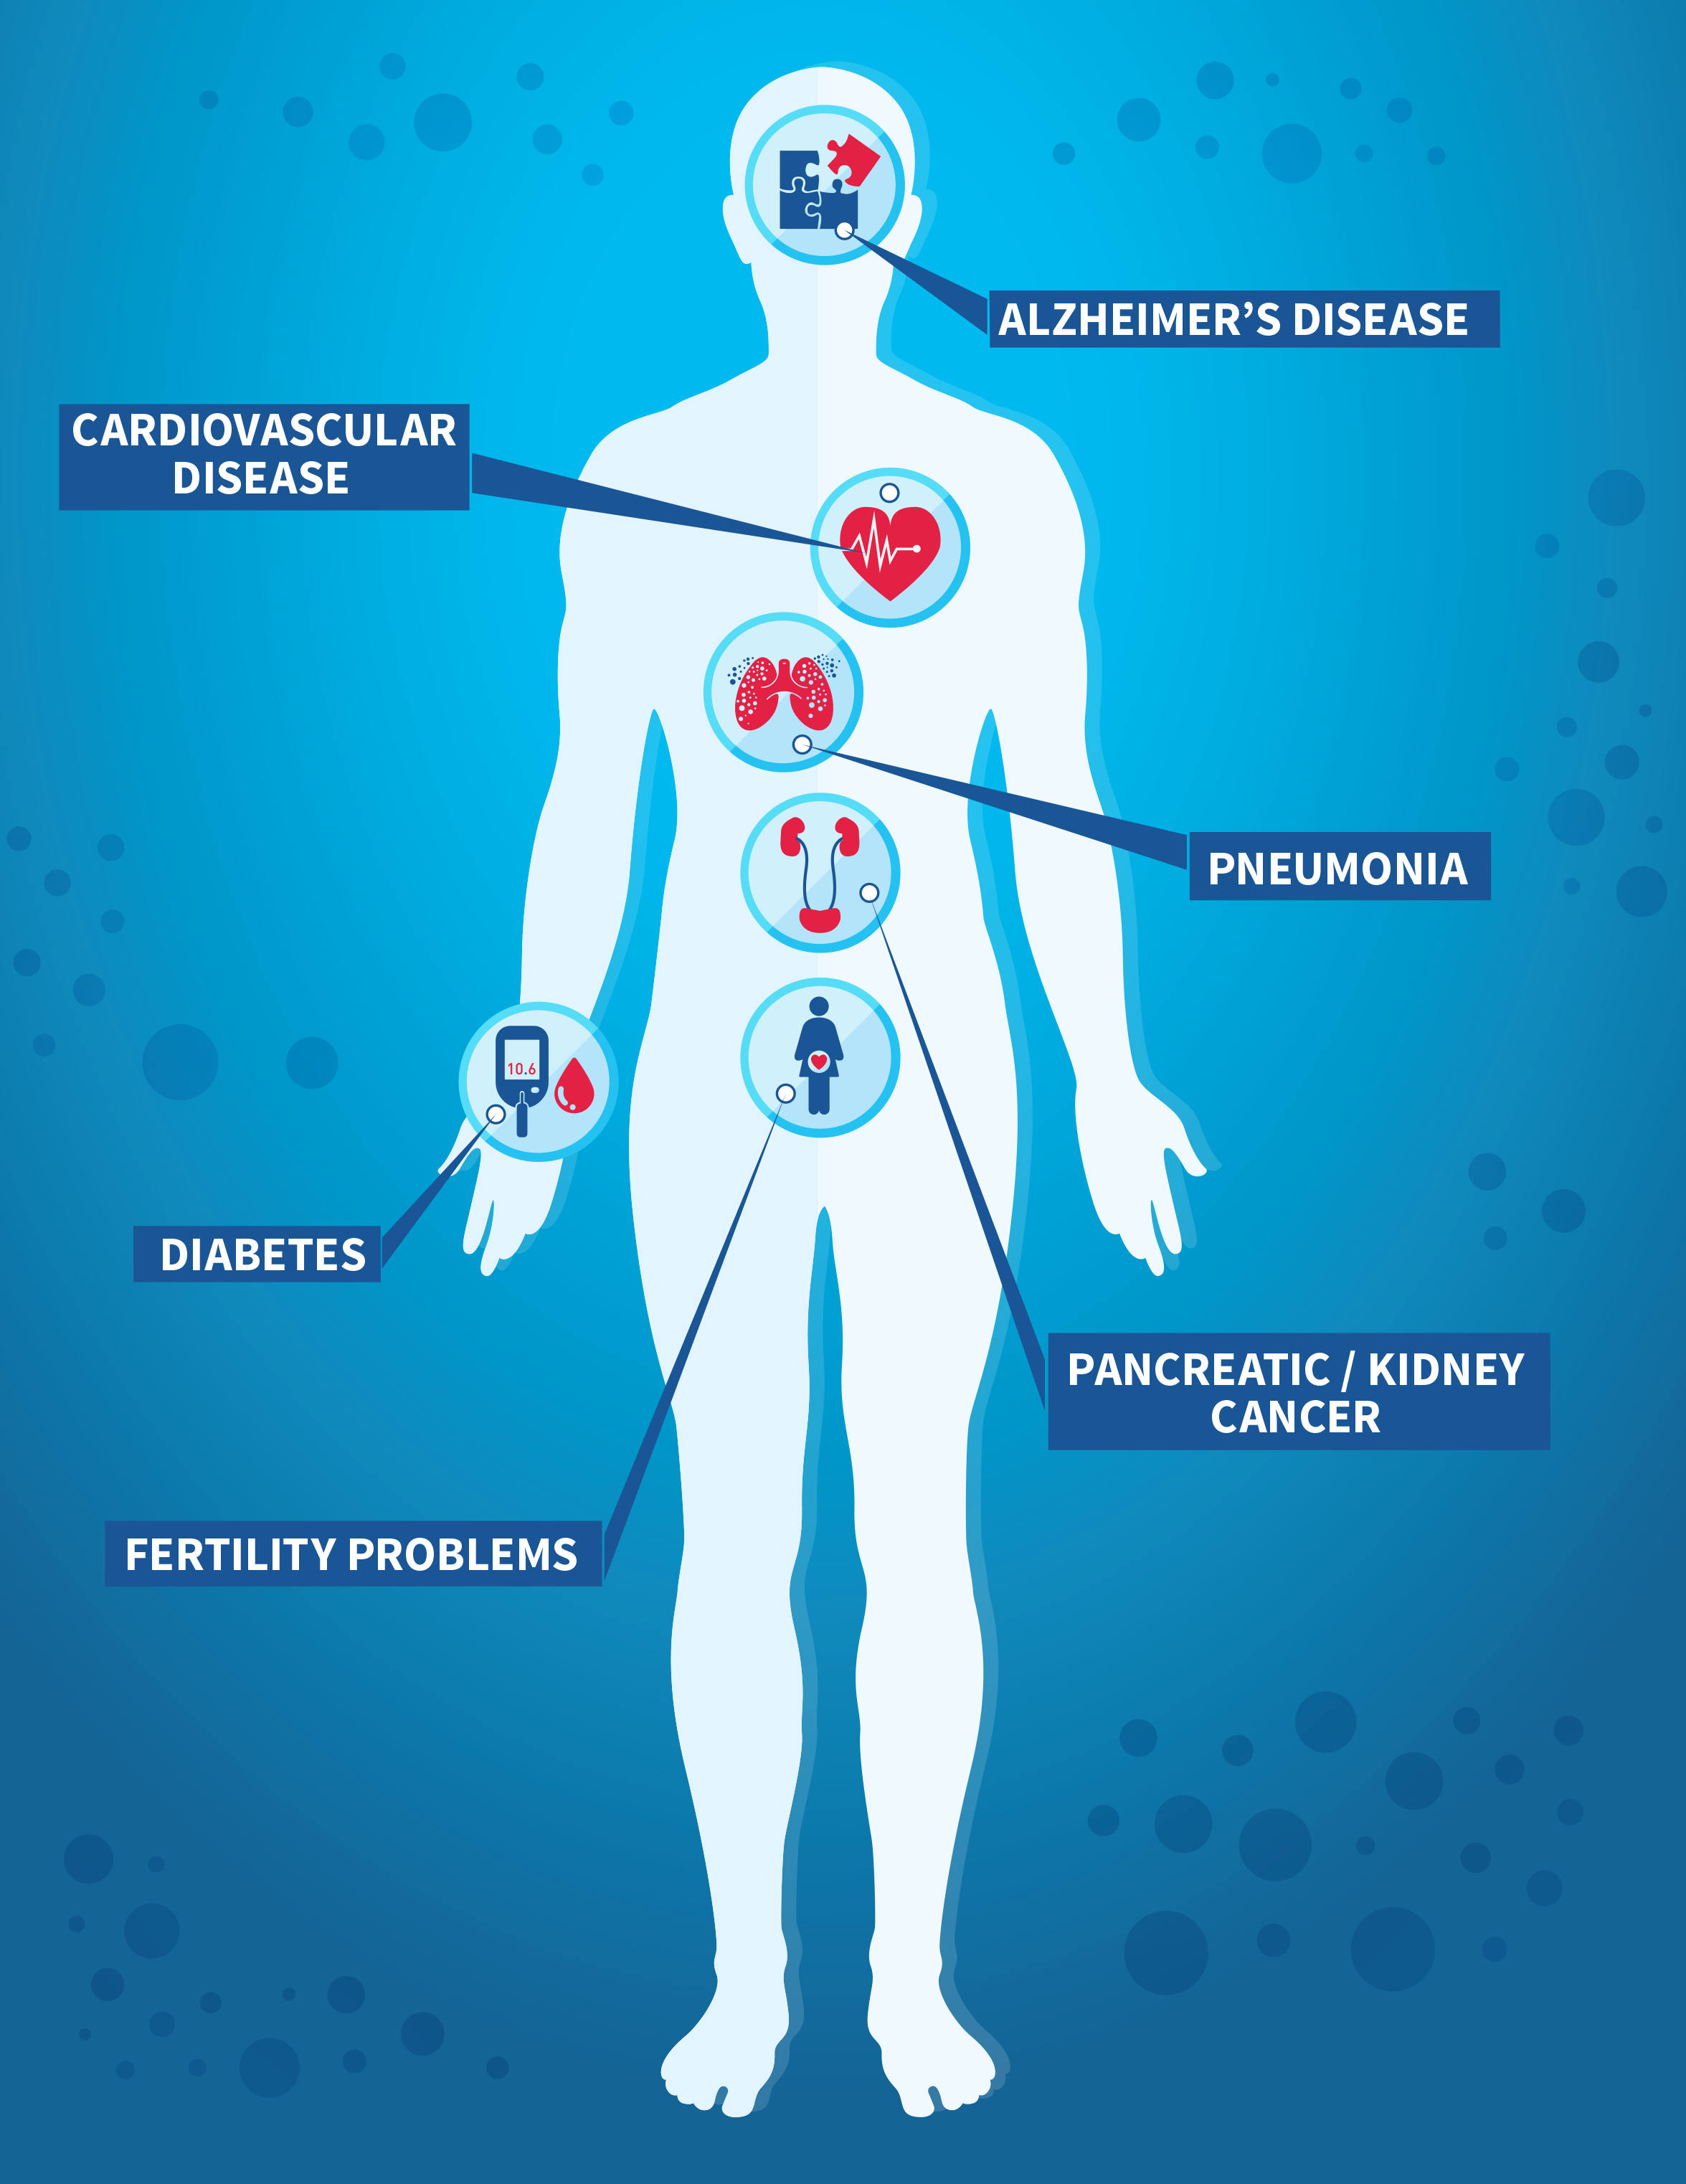 ALZHEIMER’S DISEASE
CARDIOVASCULAR
DISEASE
PNEUMONIA
10.6
DIABETES
PANCREATIC / KIDNEY
CANCER
FERTILITY PROBLEMS